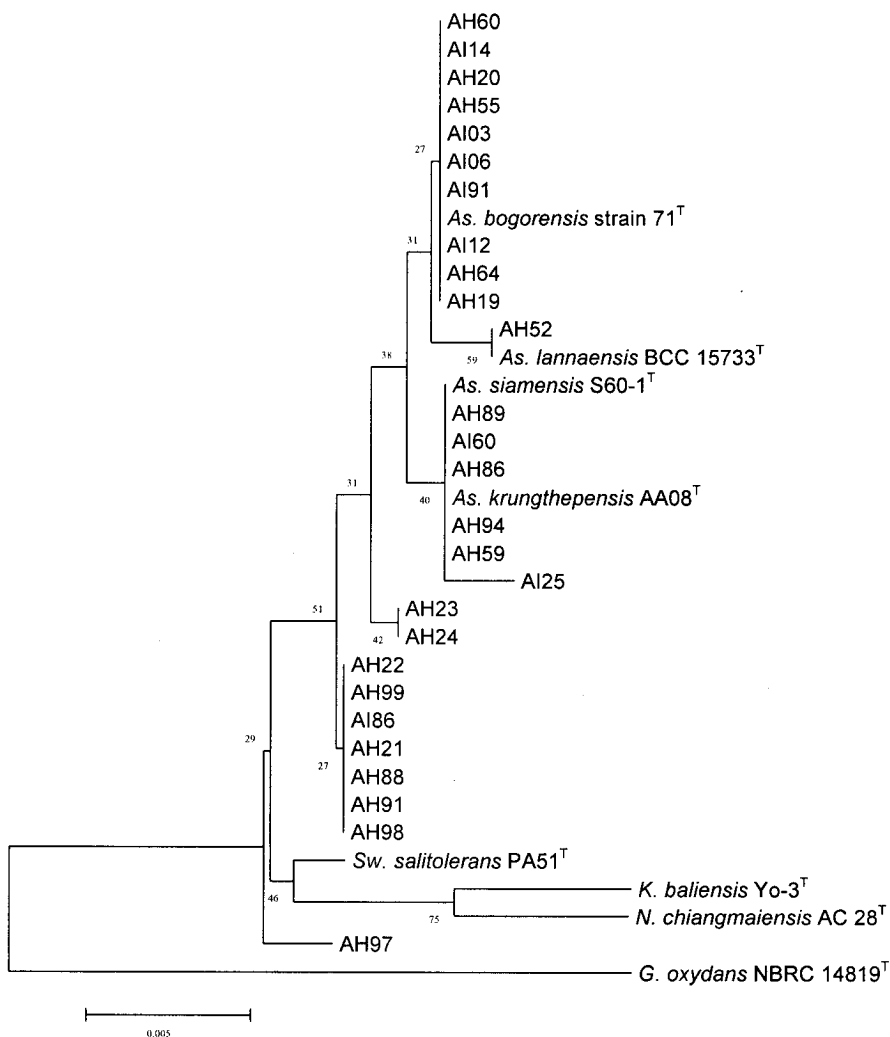 AH60
AI14
AH20
AH55
AI03
AI06
27
AI91
As. bogorensis strain 71T
31
AI12
AH64
AH19
AH52
38
59
As. lannaensis BCC 15733T
As. siamensis S60-1T
AH89
AI60
AH86
31
40
As. krungthepensis AA08T
AH94
AH59
AI25
51
AH23
42
AH24
AH22
AH99
AI86
29
AH21
27
AH88
AH91
AH98
Sw. salitolerans PA51T
46
K. baliensis Yo-3T
75
N. chiangmaiensis AC 28T
AH97
G. oxydans NBRC 14819T
0.005